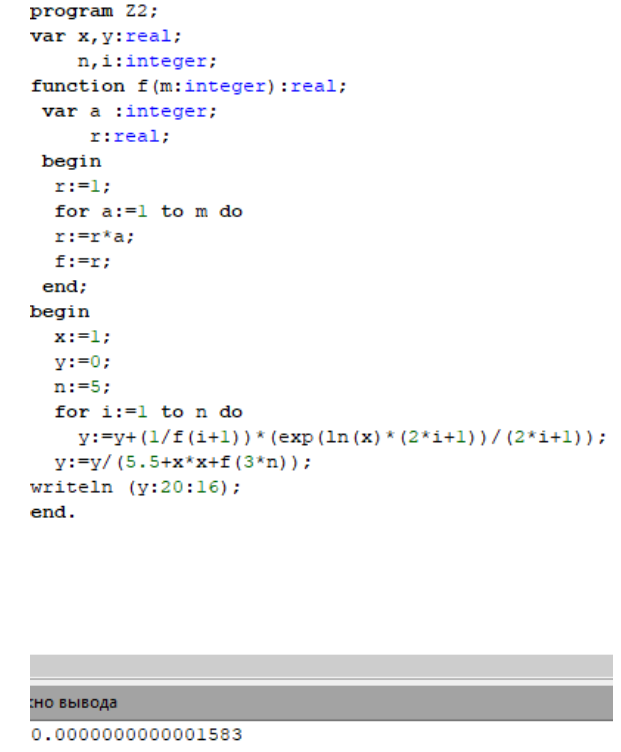 program Z2;
var x,y:real;
n,i:integer;
function f(m:integer):real;
var a :integer;
r:real;
begin
r:=1;
for a:=1 to m do
r:=r*a;
f:=r;
end;
begin
x:=1;
y:=0;
n:=5;
for i:=1 to n do
y:=y+(1/f(i+1))*(exp(ln(x)*(2*i+1))/(2*i+1));
y:=y/(5.5+x*x+f(3*n));
writeln (y:20:16);
end.
но вывода
0.0000000000001583